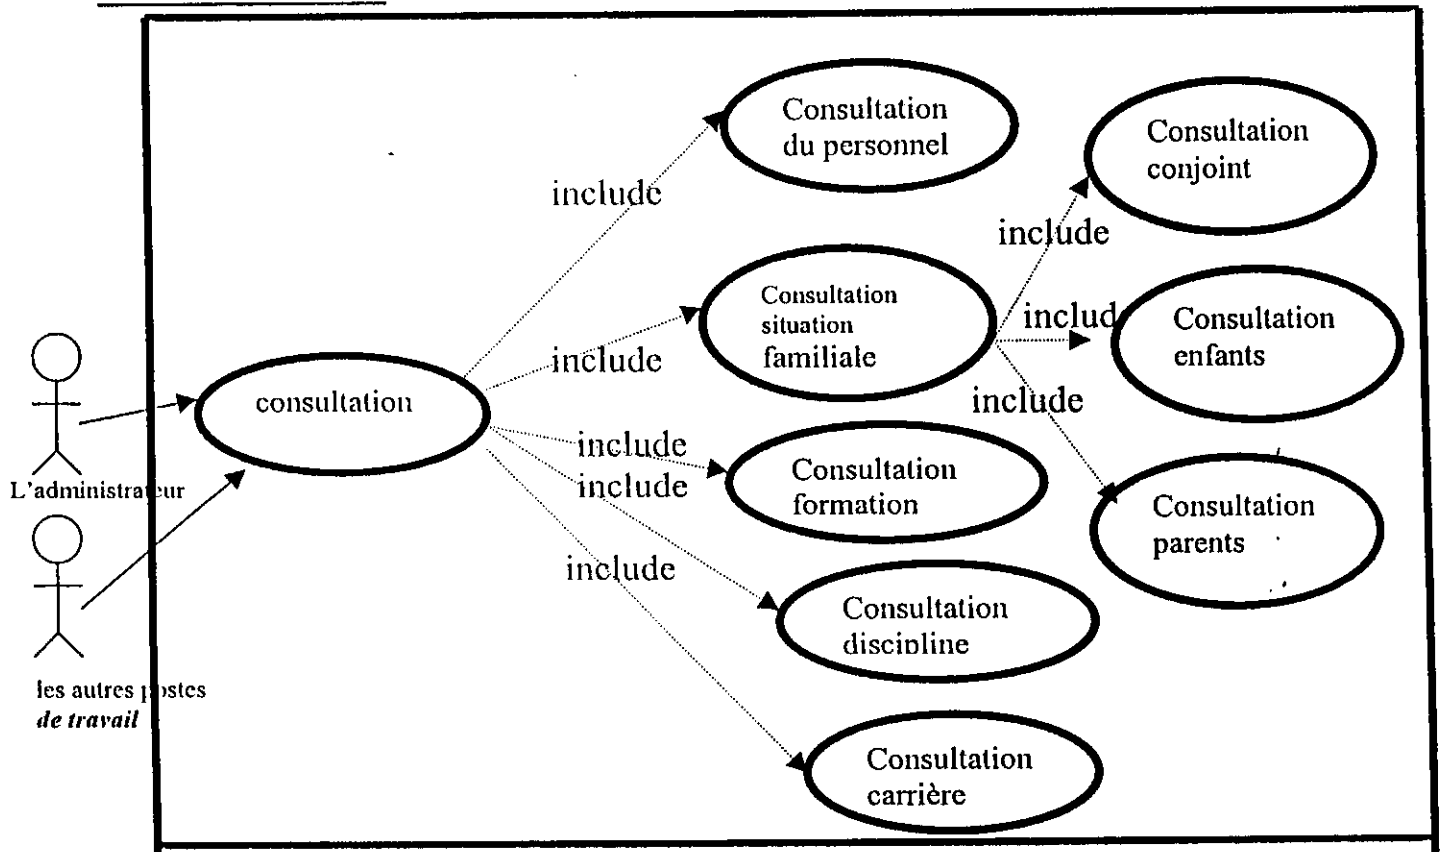 Consultation
du personnel
Consultation
conjoint
include
include
Consultation
situation
familiale
includ
Consultation
enfants
include
include
consultation
include
include
Consultation
formation
L'administrateur
Consultation
parents
include
Consultation
discipline
les autres postes
de travail
Consultation
carrière